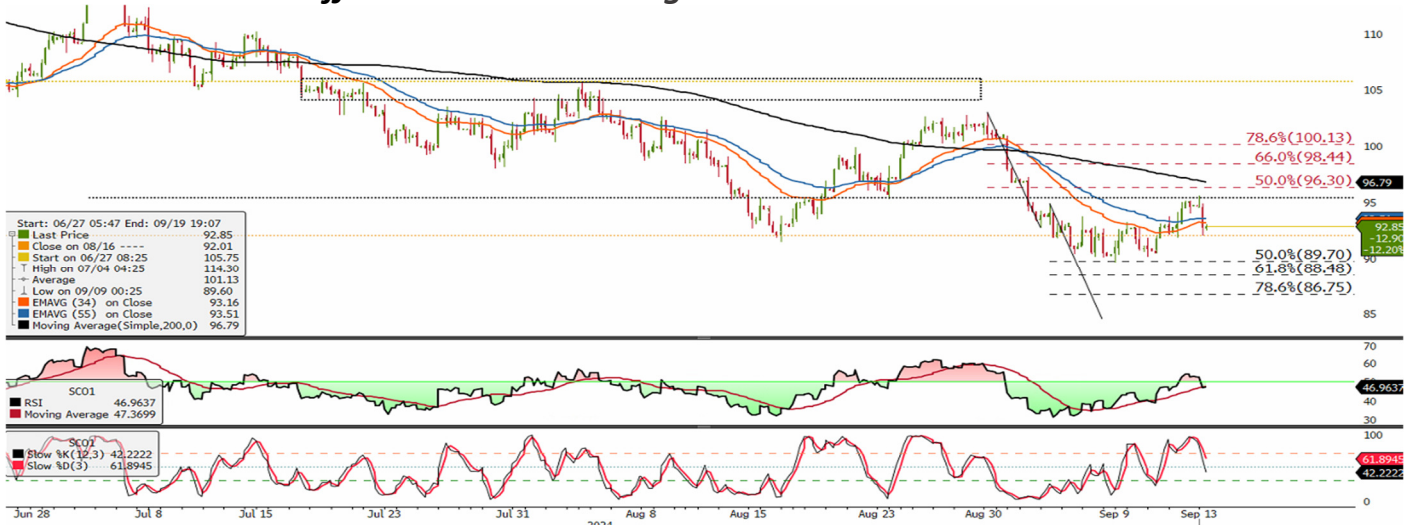 110
105
100
95
90
85
78.6%(100.13)
66.0%(98.44)
50.0%(96.30)
96.79
92.85
-12.90
-12.20%
50.0%(89.70)
61.8%(88.48)
78.6%(86.75)
Start: 06/27 05:47 End: 09/19 19:07
Last Price 92.85
Close on 08/16 ---- 92.01
Start on 06/27 08:25 105.75
High on 07/04 04:25 114.30
Average 101.13
Low on 09/09 00:25 89.60
EMAVG (34) on Close 93.16
EMAVG (55) on Close 93.51
Moving Average(Simple,200,0) 96.79
70
60
46.9637
40
30
SCO1
RSI 46.9637
Moving Average 47.3699
100
61.8945
42.2222
0
SCO1
Slow %K(12,3) 42.2222
Slow %D(3) 61.8945
Jun 28 Jul 8 Jul 15 Jul 23 Jul 31 Aug 8 Aug 15 Aug 23 Aug 30 Sep 9 Sep 13
2024